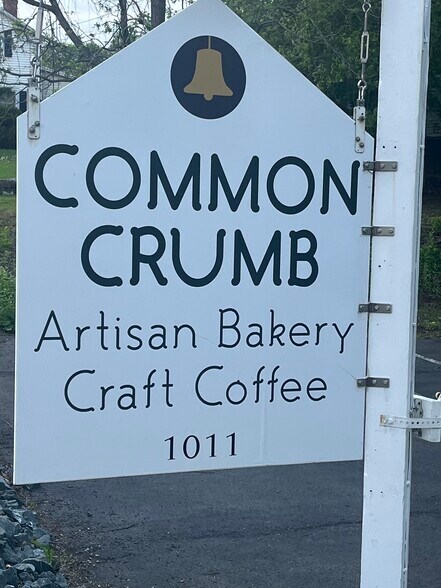 COMMON
CRUMB
Artisan Bakery
Craft Coffee
1011